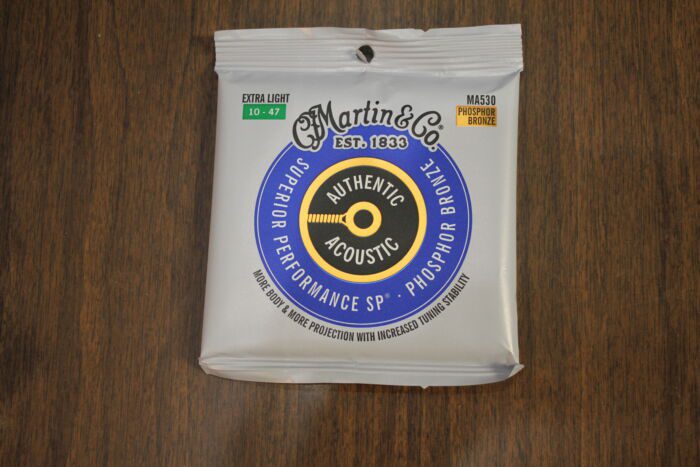 EXTRA LIGHT
10 - 47
MA530
PHOSPHOR
BRONZE
CF Martin & Co.®
EST. 1833
AUTHENTIC
ACOUSTIC
SUPERIOR PERFORMANCE SP® · PHOSPHOR BRONZE
MORE BODY & MORE PROJECTION WITH INCREASED TUNING STABILITY